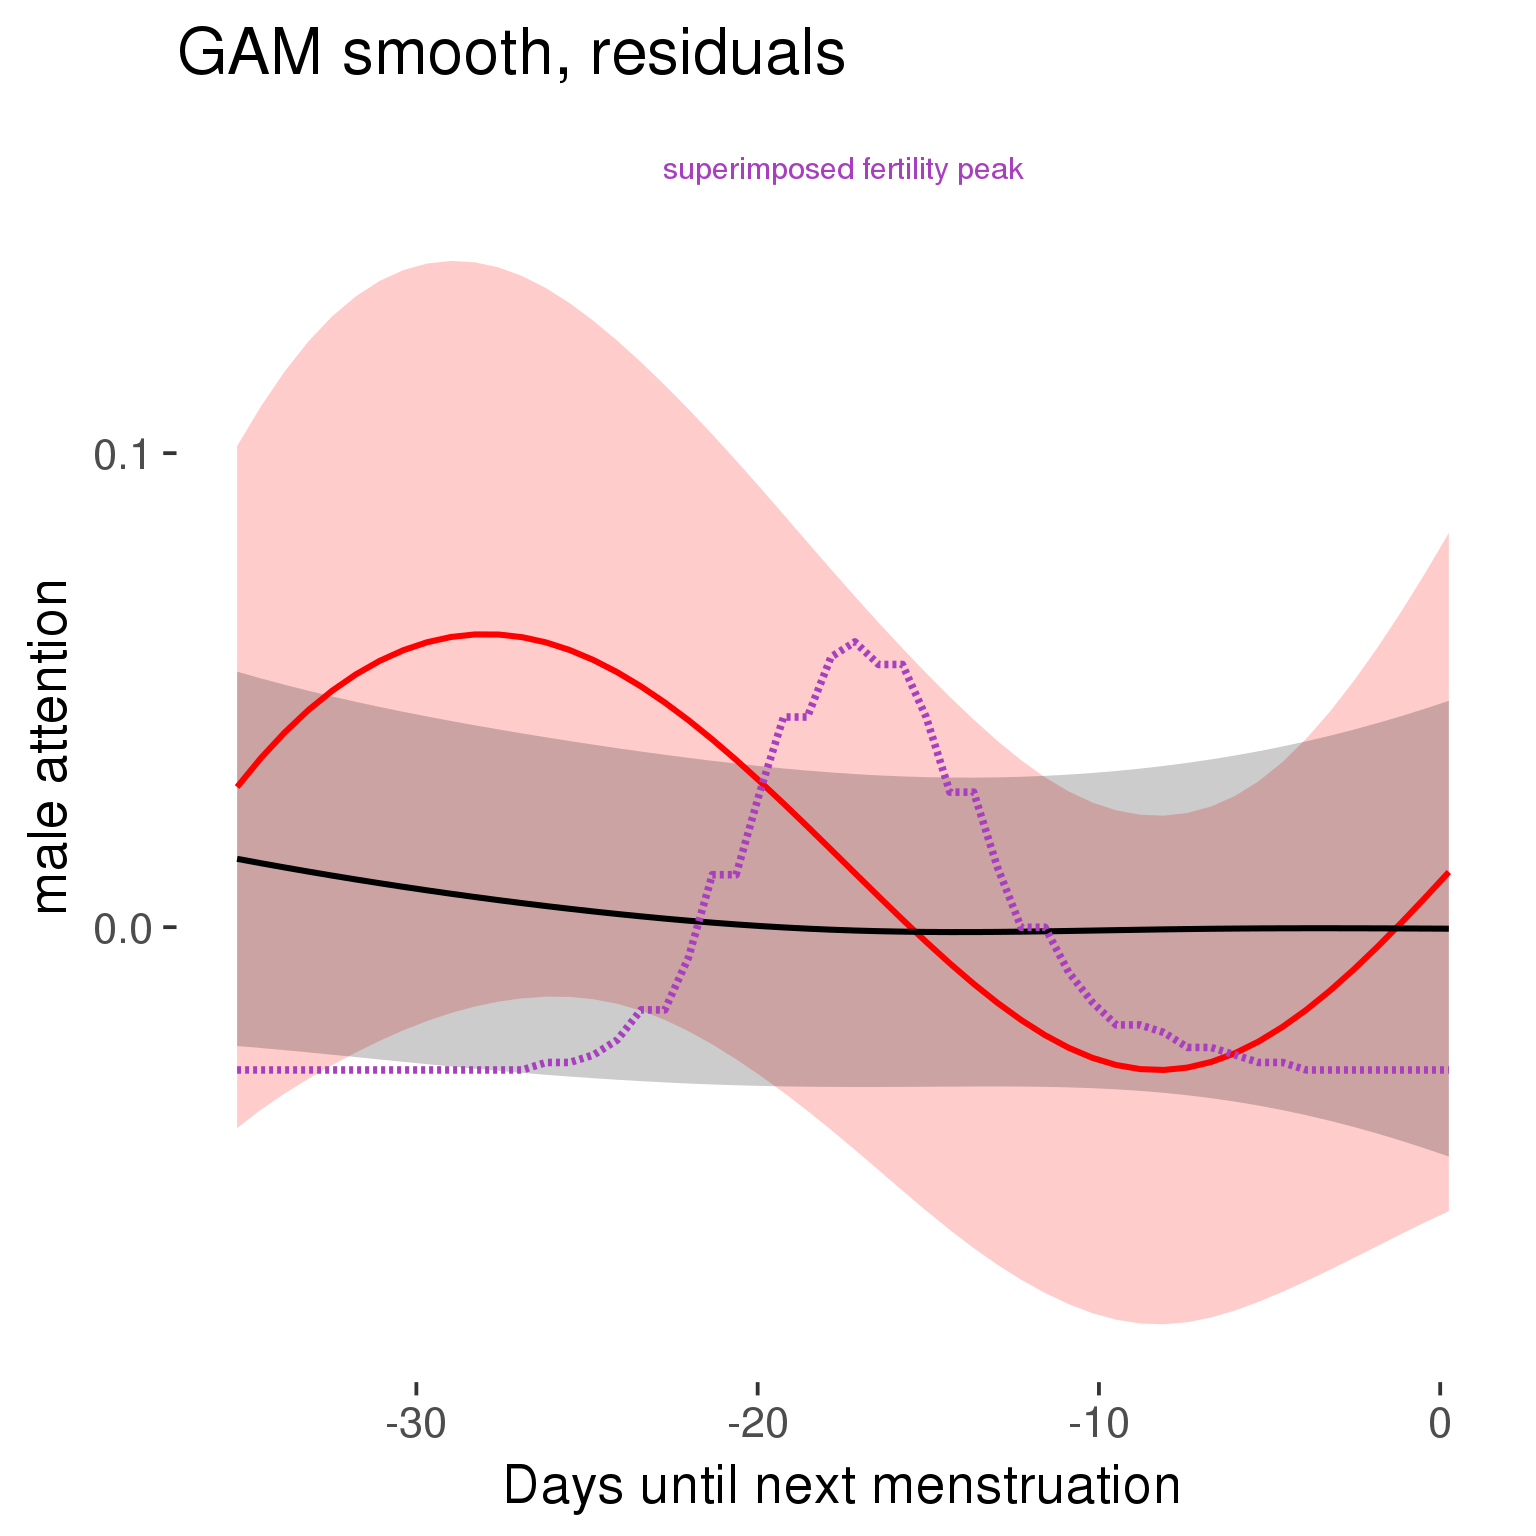 GAM smooth, residuals
superimposed fertility peak
male attention
0.1
0.0
-30 -20 -10 0
Days until next menstruation